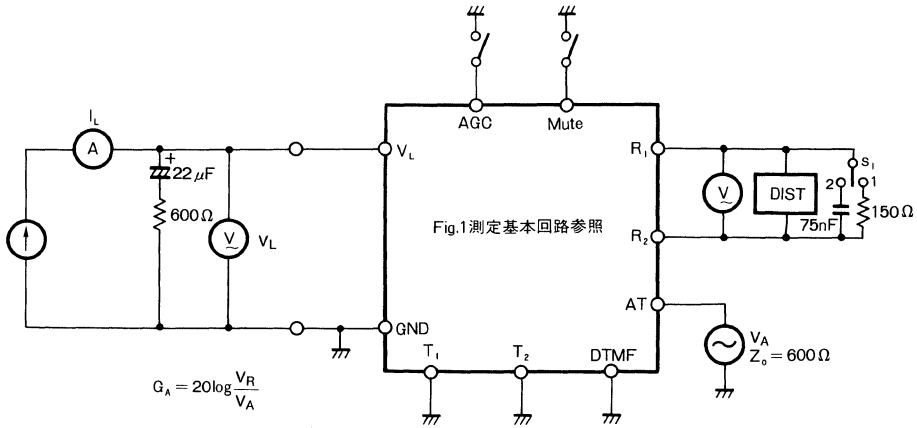 AGC
Mute
I_L
A
V_L
R_1
S_1
+
22μF
2
1
V
DIST
600Ω
75nF
150Ω
V
V_L
Fig.1測定基本回路参照
R_2
AT
GND
V_A
Z_o = 600Ω
T_1
T_2
DTMF
G_A = 20log V_R/V_A